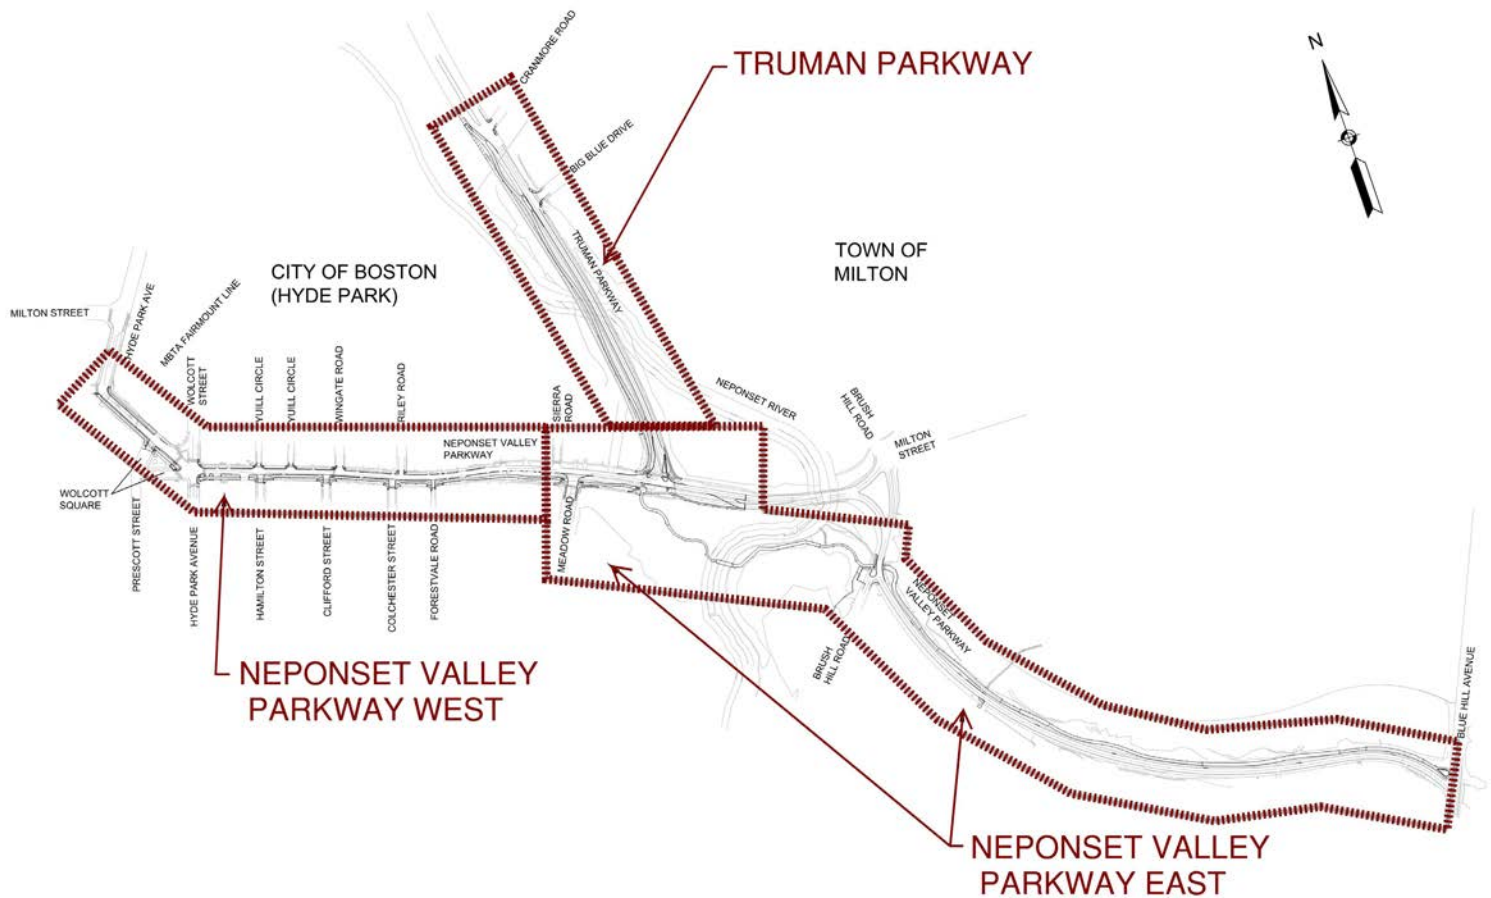 CRANMORE ROAD
N
TRUMAN PARKWAY
BIG BLUE DRIVE
TRUMAN PARKWAY
TOWN OF
MILTON
CITY OF BOSTON
(HYDE PARK)
MILTON STREET
HYDE PARK AVE
MBTA FAIRMOUNT LINE
WOLCOTT
STREET
YUILL CIRCLE
YUILL CIRCLE
WINGATE ROAD
RILEY ROAD
SIERRA
ROAD
NEPONSET RIVER
BRUSH
HILL ROAD
MILTON
STREET
NEPONSET VALLEY
PARKWAY
WOLCOTT
SQUARE
PRESCOTT STREET
HYDE PARK AVENUE
HAMILTON STREET
CLIFFORD STREET
COLCHESTER STREET
FORESTVALE ROAD
MEADOW ROAD
NEPONSET
VALLEY PARKWAY
BRUSH
HILL ROAD
BLUE HILL AVENUE
NEPONSET VALLEY
PARKWAY WEST
NEPONSET VALLEY
PARKWAY EAST